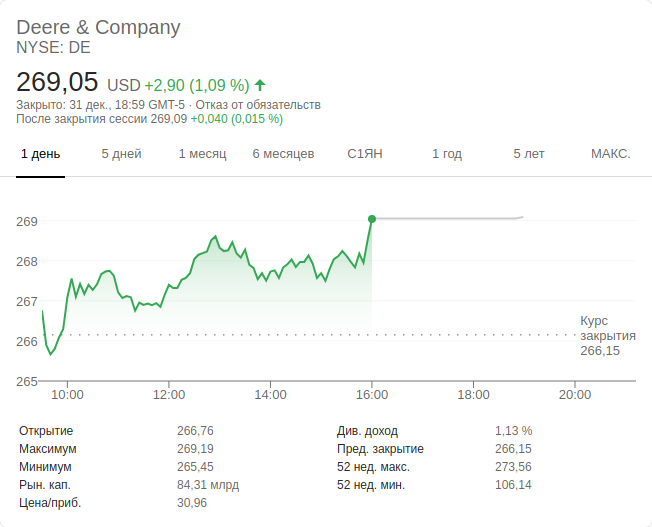 Deere & Company
NYSE: DE
269,05 USD +2,90 (1,09 %)
Закрыто: 31 дек., 18:59 GMT-5 · Отказ от обязательств
После закрытия сессии 269,09 +0,040 (0,015 %)
1 день 5 дней 1 месяц 6 месяцев С1ЯН 1 год 5 лет МАКС.
269
268
267
266
265
Курс
закрытия
266,15
10:00 12:00 14:00 16:00 18:00 20:00
Открытие 266,76 Див. доход 1,13 %
Максимум 269,19 Пред. закрытие 266,15
Минимум 265,45 52 нед. макс. 273,56
Рын. кап. 84,31 млрд 52 нед. мин. 106,14
Цена/приб. 30,96